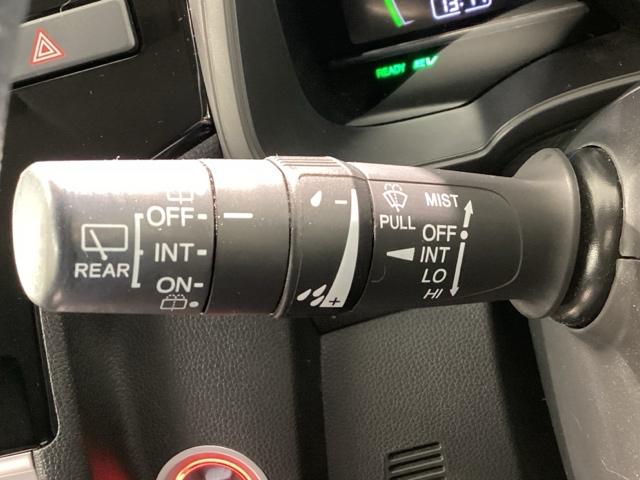 READY EV
REAR
OFF
INT
ON
- +
PULL
MIST
OFF
INT
LO
HI